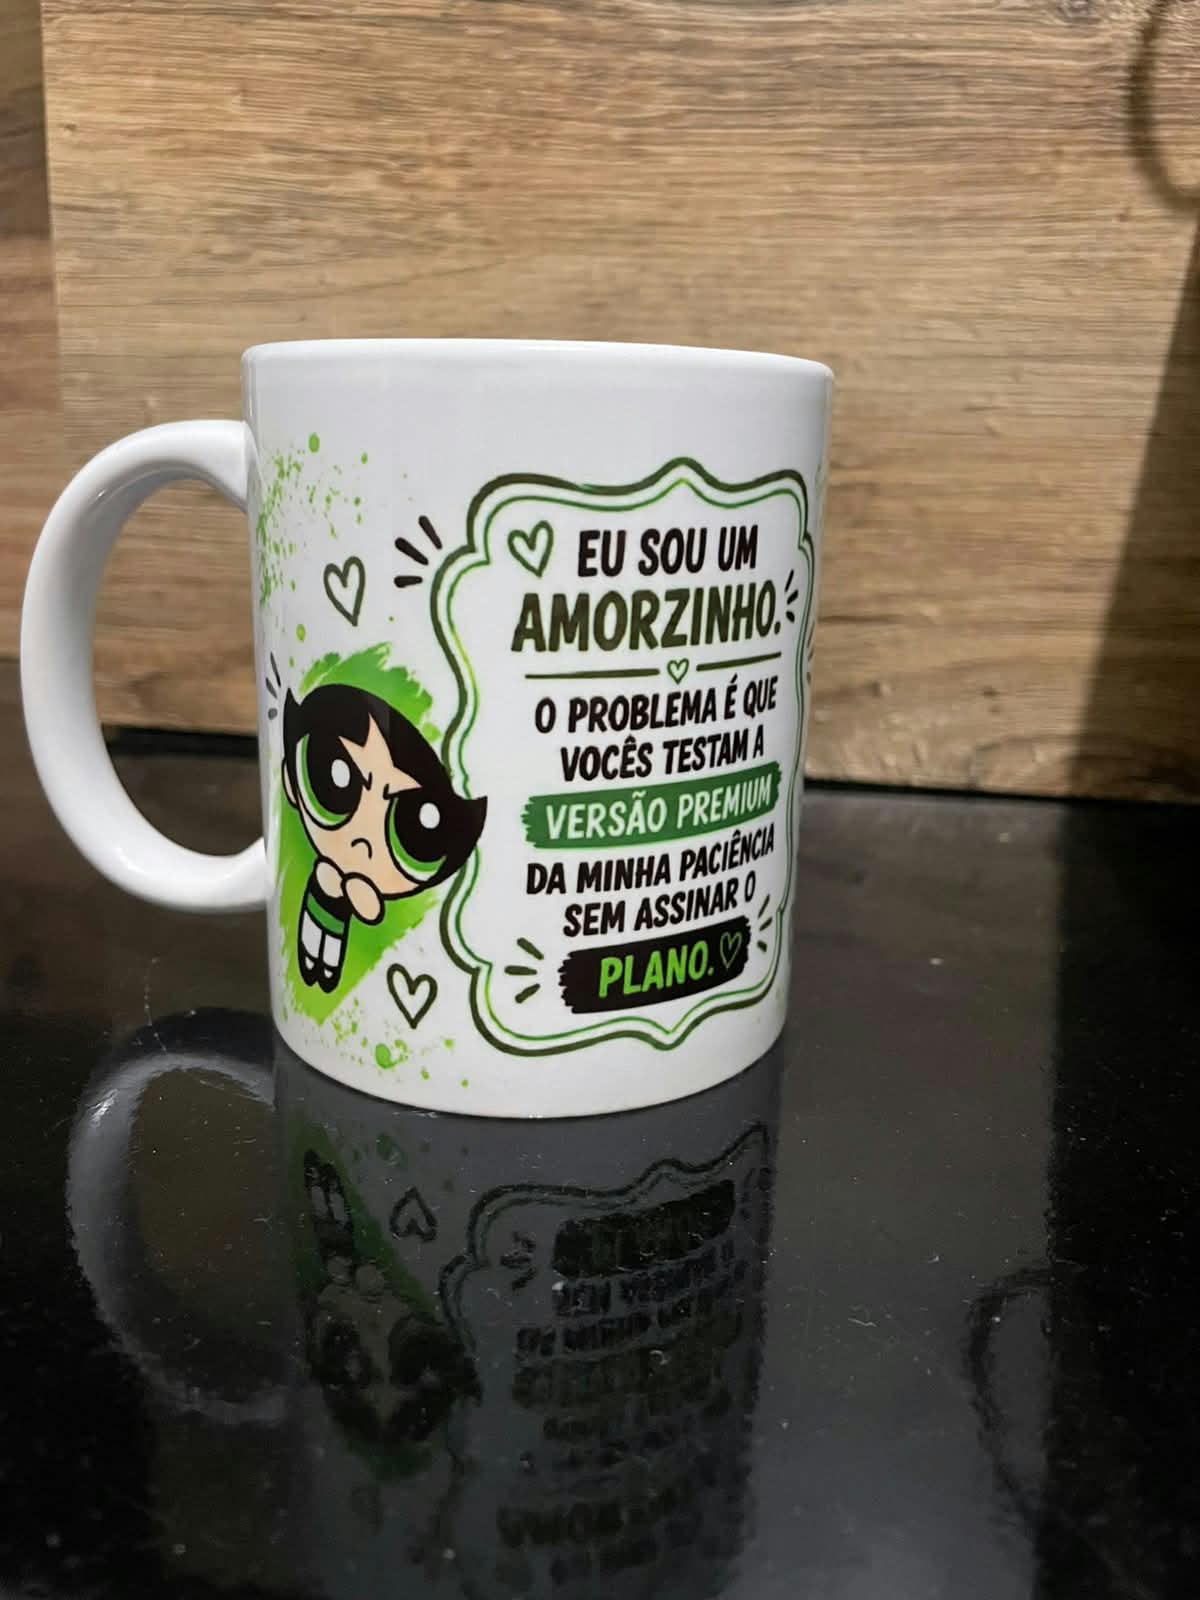 EU SOU UM
AMORZINHO.
O PROBLEMA É QUE
VOCÊS TESTAM A
VERSÃO PREMIUM
DA MINHA PACIÊNCIA
SEM ASSINAR O
PLANO.